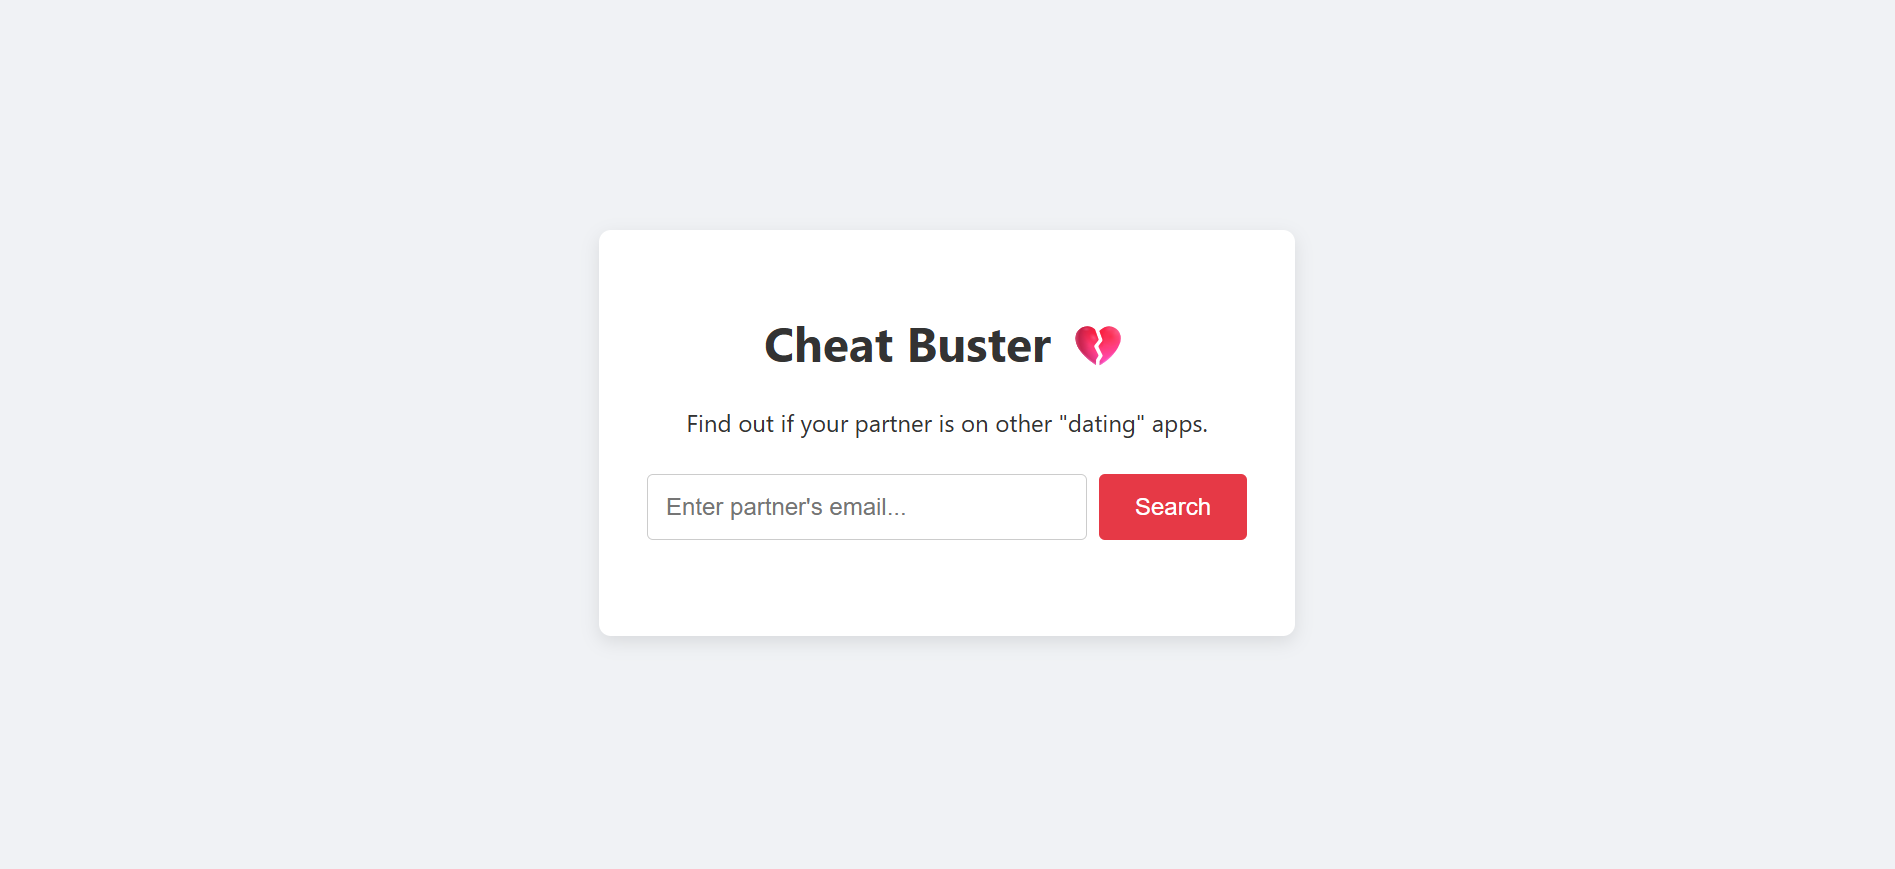 Cheat Buster 💔
Find out if your partner is on other "dating" apps.
Enter partner's email...
Search